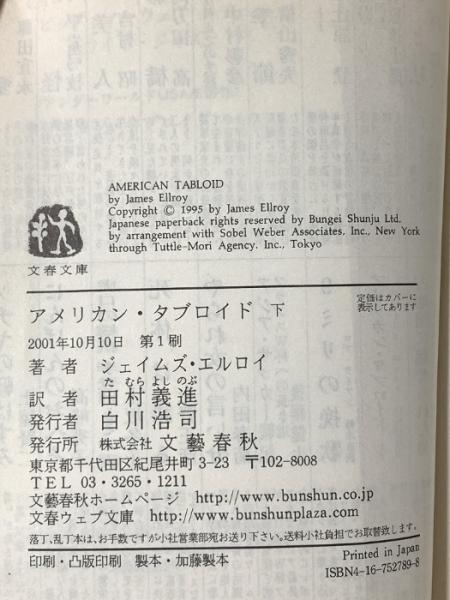 AMERICAN TABLOID
by James Ellroy
Copyright © 1995 by James Ellroy
Japanese paperback rights reserved by Bungei Shunju Ltd.
by arrangement with Sobel Weber Associates, Inc., New York
through Tuttle-Mori Agency, Inc., Tokyo
文春文庫
アメリカン・タブロイド 下
定価はカバーに
表示してあります
2001年10月10日 第1刷
著者 ジェイムズ・エルロイ
たむらよしのぶ
訳者 田村義進
発行者 白川浩司
発行所 株式会社 文藝春秋
東京都千代田区紀尾井町3-23 〒102-8008
TEL 03・3265・1211
文藝春秋ホームページ http://www.bunshun.co.jp
文春ウェブ文庫 http://www.bunshunplaza.com
落丁、乱丁本は、お手数ですが小社営業部宛お送り下さい。送料小社負担でお取替致します。
印刷・凸版印刷 製本・加藤製本
Printed in Japan
ISBN4-16-752789-8